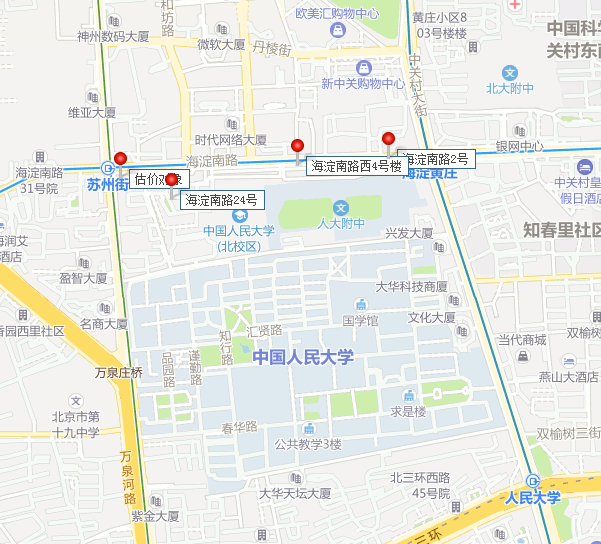 欧美汇购物中心
黄庄小区8
03号楼楼
和坊路
神州数码大厦
微软大厦
丹棱街
中国科学
关村东南
新中关购物中心
中关村大街
北大附中
维亚大厦
时代网络大厦
银网中心
海淀南路
31号院
海淀南路
海淀南路西4号楼
海淀南路2号
苏州街
估价对象
海淀黄庄
中关村皇
假日酒店
海淀南路24号
人大附中
中国人民大学
(北校区)
兴发大厦
知春里社区
海润艾
酒店
盈智大厦
大华科技商厦
名商大厦
国学馆
文化大厦
香园西里社区
汇贤路
知行路
当代商城
双榆树
品园路
谨勤路
中国人民大学
万泉庄桥
燕山大酒店
北京市第
十九中学
求是楼
春华路
公共教学3楼
双榆树三街
万泉河路
北三环西路
45号院
大华天坛大厦
人民大学
紫金大厦
三环